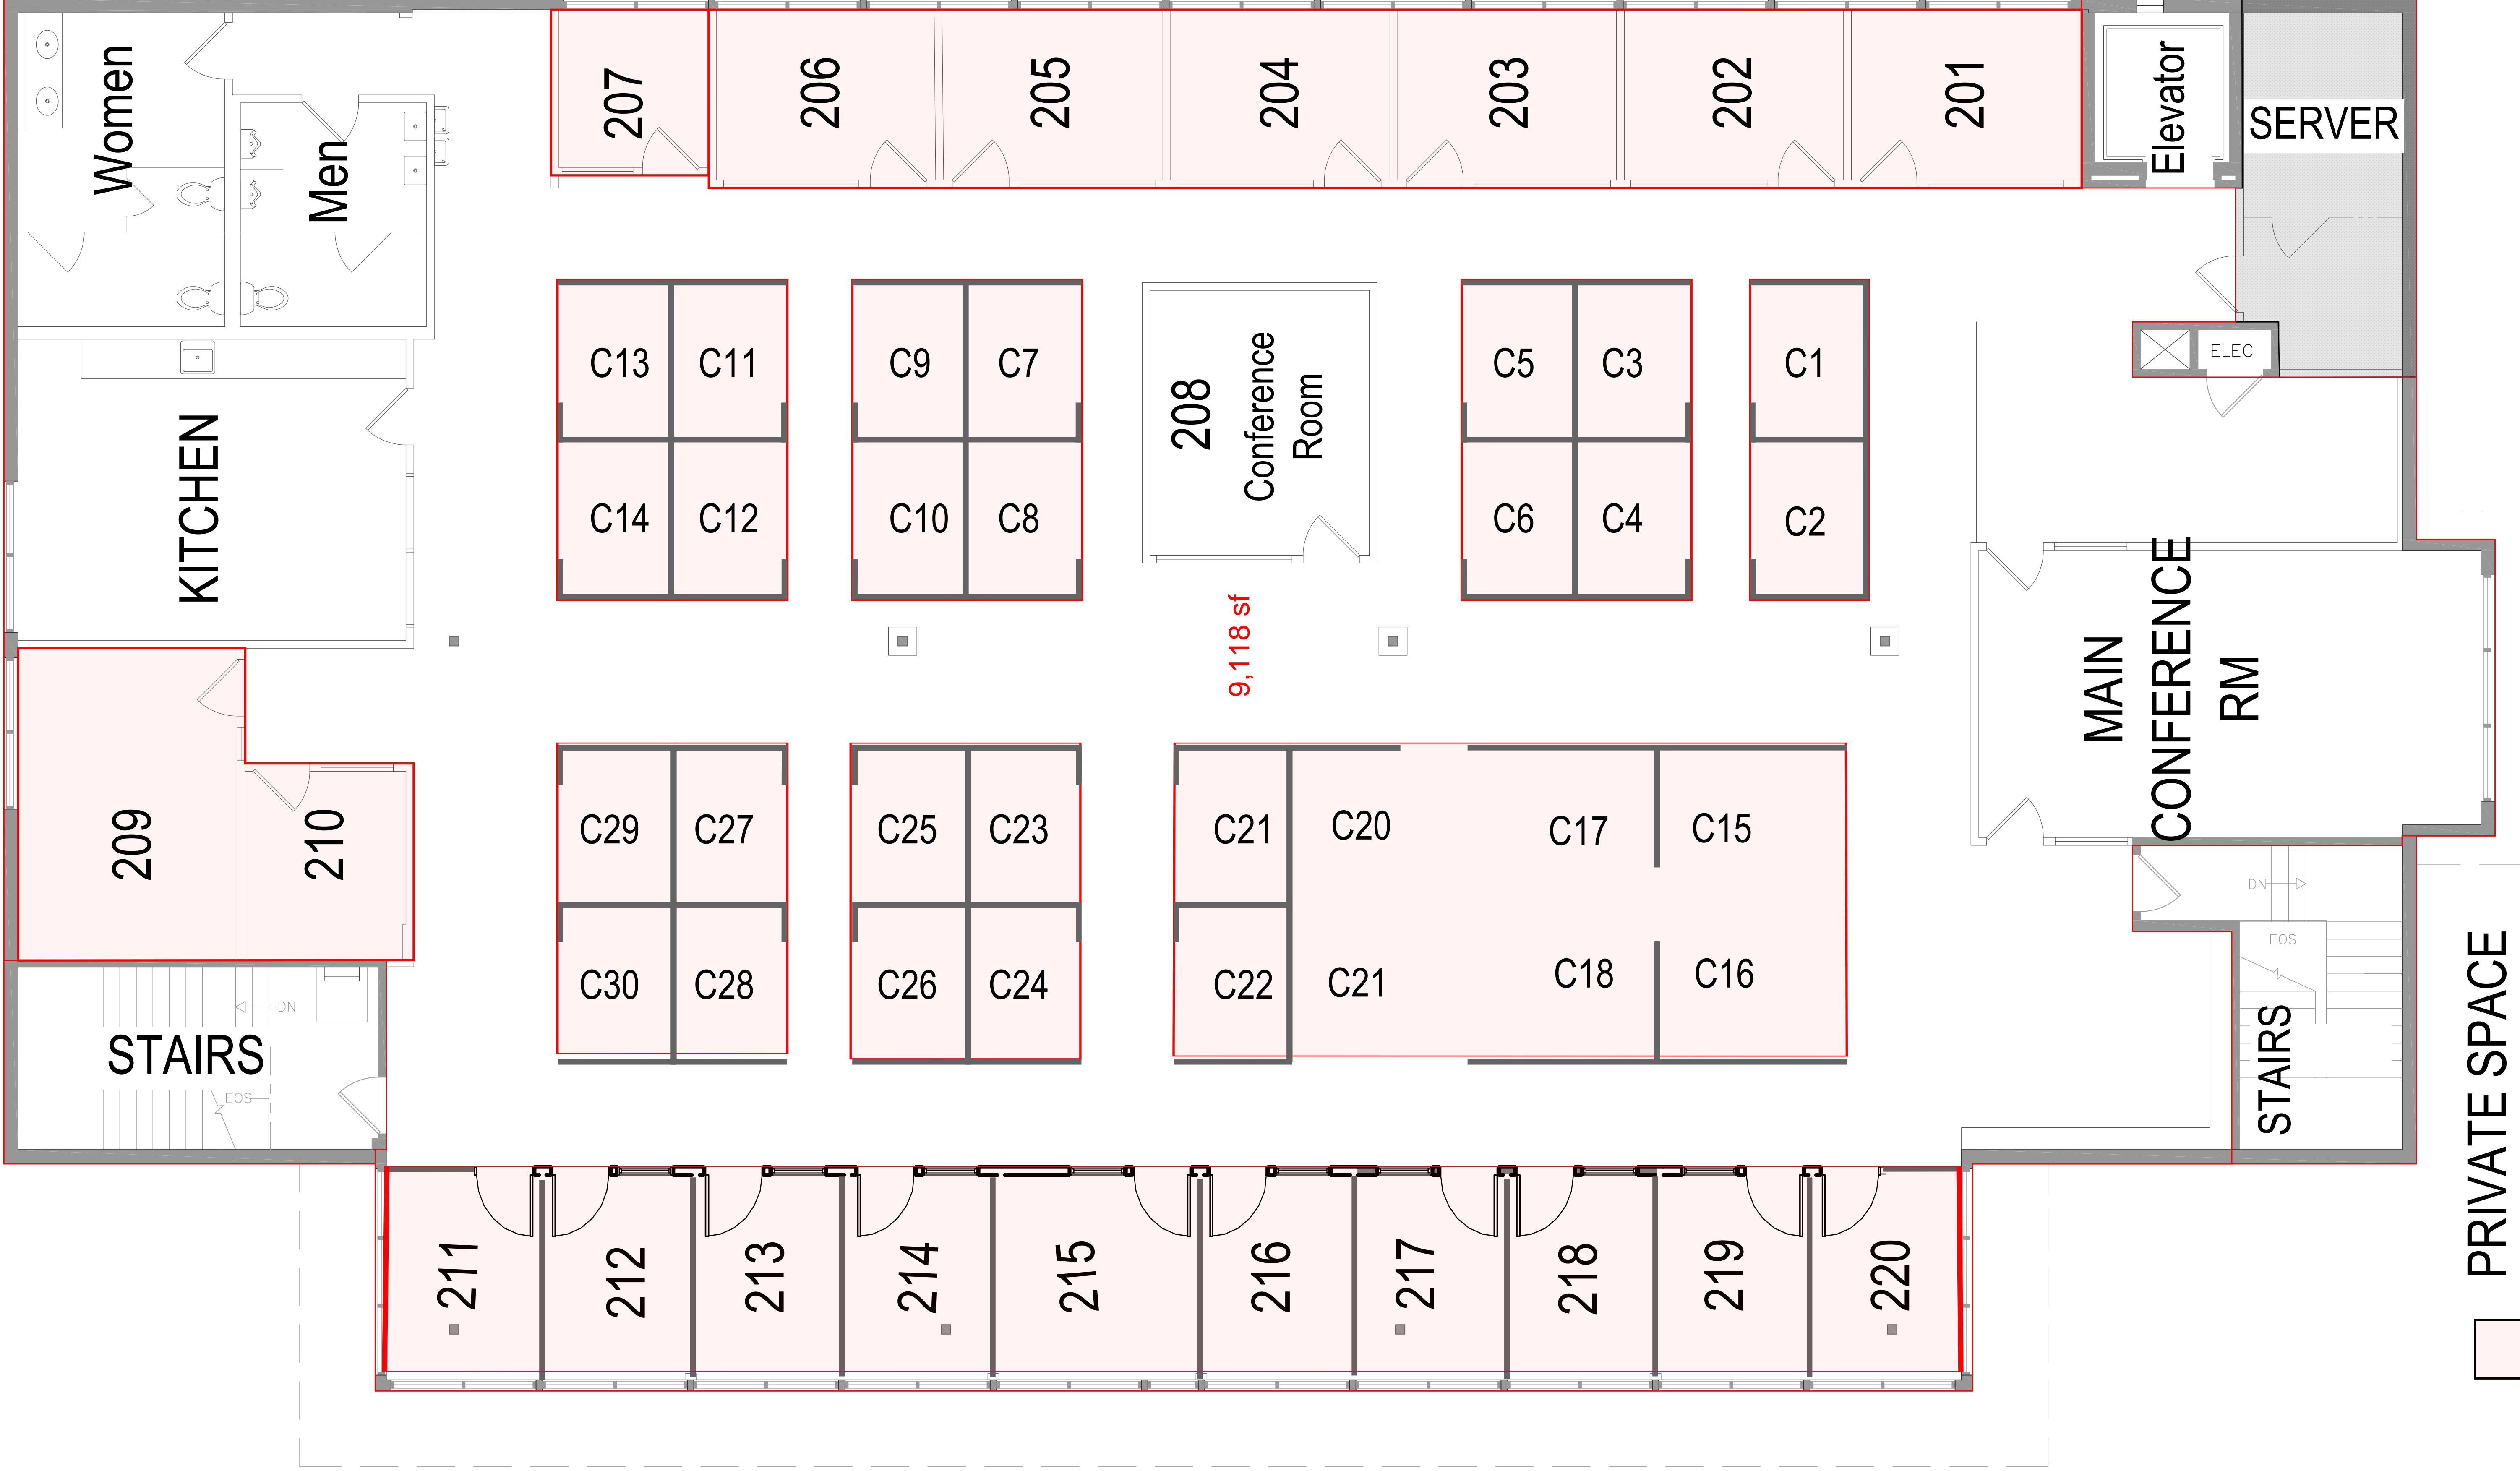 Women
Men
207
206
205
204
203
202
201
Elevator
SERVER
ELEC
KITCHEN
C13
C11
C9
C7
208
Conference
Room
C5
C3
C1
C14
C12
C10
C8
C6
C4
C2
9,118 sf
MAIN
CONFERENCE
RM
209
210
C29
C27
C25
C23
C21
C20
C17
C15
C30
C28
C26
C24
C22
C21
C18
C16
DN
EOS
STAIRS
DN
EOS
STAIRS
211
212
213
214
215
216
217
218
219
220
PRIVATE SPACE